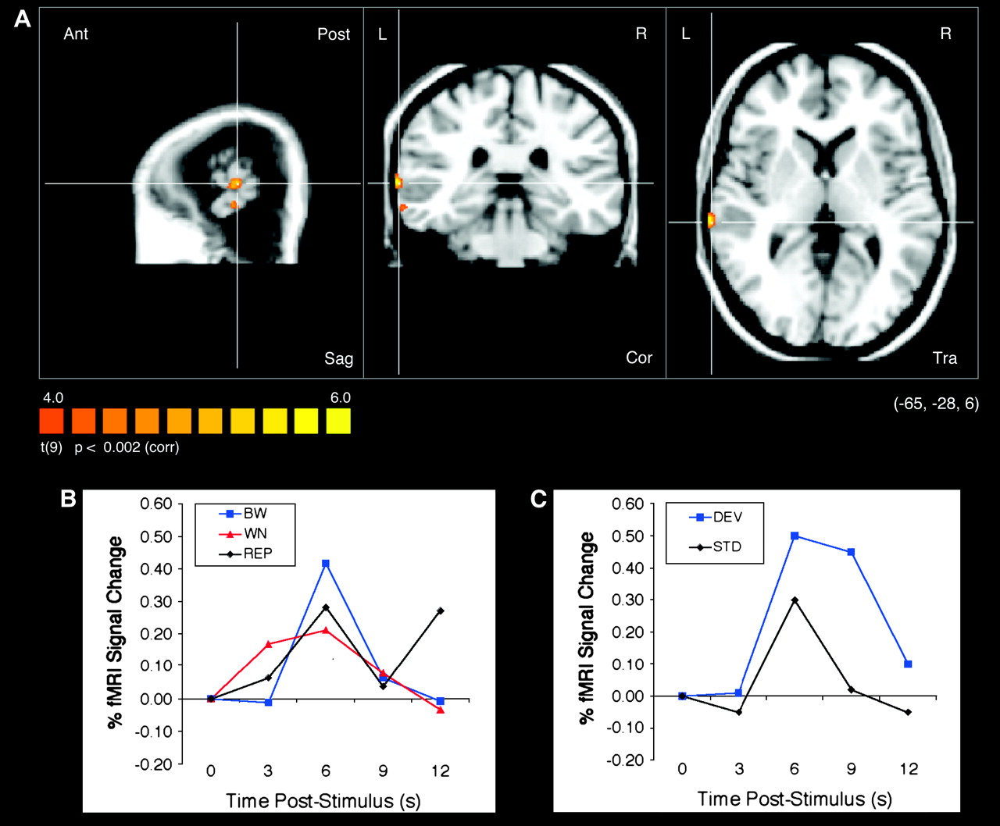 A
Ant Post
L R
L R
Sag
Cor
Tra
4.0 6.0
(-65, -28, 6)
t(9) p < 0.002 (corr)
B
% fMRI Signal Change
0.60
0.50
0.40
0.30
0.20
0.10
0.00
-0.10
-0.20
BW
WN
REP
0 3 6 9 12
Time Post-Stimulus (s)
C
% fMRI Signal Change
0.60
0.50
0.40
0.30
0.20
0.10
0.00
-0.10
-0.20
DEV
STD
0 3 6 9 12
Time Post-Stimulus (s)